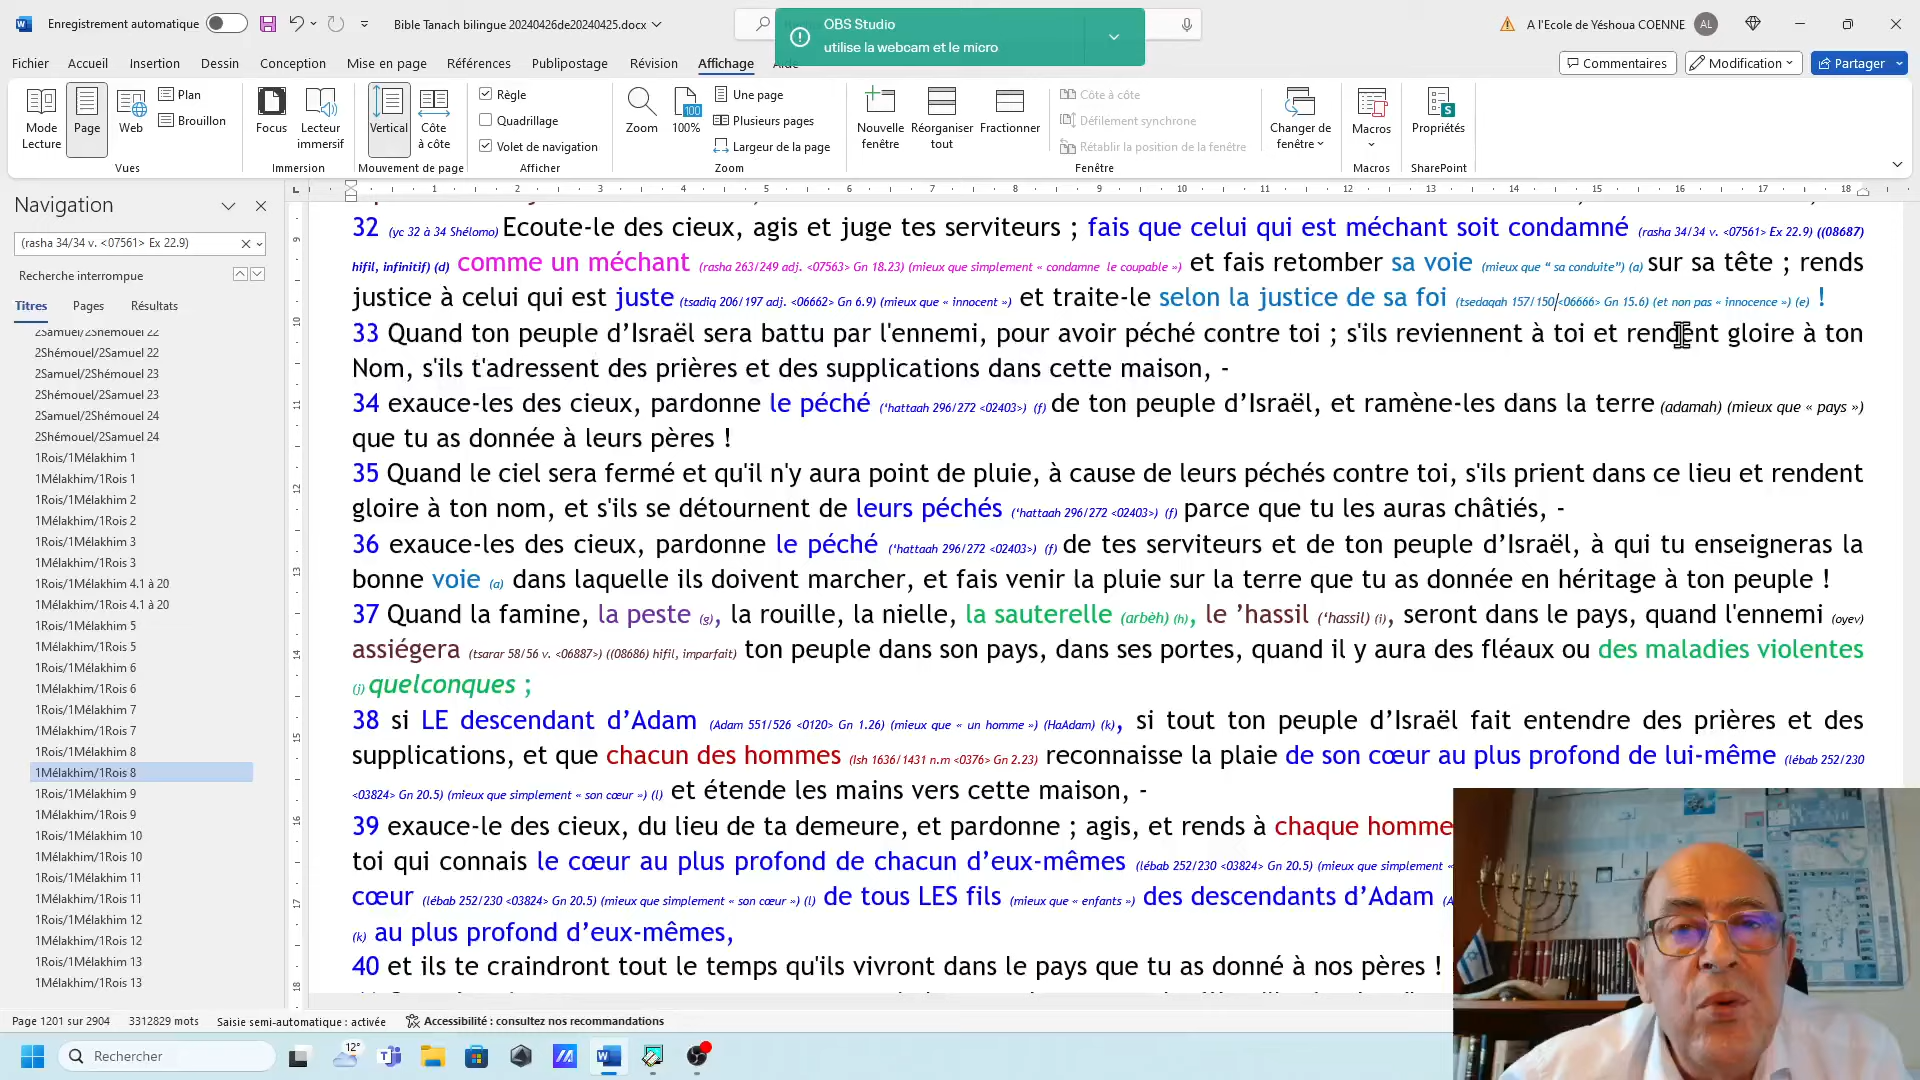 Enregistrement automatique
Bible Tanach bilingue 20240426de20240425.docx
OBS Studio
utilise la webcam et le micro
A l'Ecole de Yéshoua COENNE
AL
Fichier Accueil Insertion Dessin Conception Mise en page Références Publipostage Révision Affichage Aide
Commentaires Modification Partager
Mode Lecture
Page
Web
Plan
Brouillon
Vues
Focus
Lecteur immersif
Immersion
Vertical
Côte à côte
Mouvement de page
Règle
Quadrillage
Volet de navigation
Afficher
Zoom
100%
Une page
Plusieurs pages
Largeur de la page
Zoom
Nouvelle fenêtre
Réorganiser tout
Fractionner
Côte à côte
Défilement synchrone
Rétablir la position de la fenêtre
Fenêtre
Changer de fenêtre
Macros
Macros
Propriétés
SharePoint
Navigation
(rasha 34/34 v. <07561> Ex 22.9)
Recherche interrompue
Titres Pages Résultats
2Samuel/2Shémouel 22
2Shémouel/2Samuel 22
2Samuel/2Shémouel 23
2Shémouel/2Samuel 23
2Samuel/2Shémouel 24
2Shémouel/2Samuel 24
1Rois/1Mélakhim 1
1Mélakhim/1Rois 1
1Rois/1Mélakhim 2
1Mélakhim/1Rois 2
1Rois/1Mélakhim 3
1Mélakhim/1Rois 3
1Rois/1Mélakhim 4.1 à 20
1Rois/1Mélakhim 4.1 à 20
1Rois/1Mélakhim 5
1Mélakhim/1Rois 5
1Rois/1Mélakhim 6
1Mélakhim/1Rois 6
1Rois/1Mélakhim 7
1Mélakhim/1Rois 7
1Rois/1Mélakhim 8
1Mélakhim/1Rois 8
1Rois/1Mélakhim 9
1Mélakhim/1Rois 9
1Rois/1Mélakhim 10
1Mélakhim/1Rois 10
1Rois/1Mélakhim 11
1Mélakhim/1Rois 11
1Rois/1Mélakhim 12
1Mélakhim/1Rois 12
1Rois/1Mélakhim 13
1Mélakhim/1Rois 13
1 2 3 4 5 6 7 8 9 10 11 12 13 14 15 16 17 18
32 (yc 32 à 34 Shélomo) Ecoute-le des cieux, agis et juge tes serviteurs ; fais que celui qui est méchant soit condamné (rasha 34/34 v. <07561> Ex 22.9) ((08687)
hifil, infinitif) (d) comme un méchant (rasha 263/249 adj. <07563> Gn 18.23) (mieux que simplement « condamne le coupable ») et fais retomber sa voie (mieux que “ sa conduite”) (a) sur sa tête ; rends
justice à celui qui est juste (tsadiq 206/197 adj. <06662> Gn 6.9) (mieux que « innocent ») et traite-le selon la justice de sa foi (tsedaqah 157/150 <06666> Gn 15.6) (et non pas « innocence ») (e) !
33 Quand ton peuple d’Israël sera battu par l'ennemi, pour avoir péché contre toi ; s'ils reviennent à toi et rendent gloire à ton
Nom, s'ils t'adressent des prières et des supplications dans cette maison, -
34 exauce-les des cieux, pardonne le péché (‘hattaah 296/272 <02403>) (f) de ton peuple d’Israël, et ramène-les dans la terre (adamah) (mieux que « pays »)
que tu as donnée à leurs pères !
35 Quand le ciel sera fermé et qu'il n'y aura point de pluie, à cause de leurs péchés contre toi, s'ils prient dans ce lieu et rendent
gloire à ton nom, et s'ils se détournent de leurs péchés (‘hattaah 296/272 <02403>) (f) parce que tu les auras châtiés, -
36 exauce-les des cieux, pardonne le péché (‘hattaah 296/272 <02403>) (f) de tes serviteurs et de ton peuple d’Israël, à qui tu enseigneras la
bonne voie (a) dans laquelle ils doivent marcher, et fais venir la pluie sur la terre que tu as donnée en héritage à ton peuple !
37 Quand la famine, la peste (g), la rouille, la nielle, la sauterelle (arbèh) (h), le ’hassil (‘hassil) (i), seront dans le pays, quand l'ennemi (oyev)
assiégera (tsarar 58/56 v. <06887>) ((08686) hifil, imparfait) ton peuple dans son pays, dans ses portes, quand il y aura des fléaux ou des maladies violentes
(j) quelconques ;
38 si LE descendant d’Adam (Adam 551/526 <0120> Gn 1.26) (mieux que « un homme ») (HaAdam) (k), si tout ton peuple d’Israël fait entendre des prières et des
supplications, et que chacun des hommes (Ish 1636/1431 n.m <0376> Gn 2.23) reconnaisse la plaie de son cœur au plus profond de lui-même (lébab 252/230
<03824> Gn 20.5) (mieux que simplement « son cœur ») (l) et étende les mains vers cette maison, -
39 exauce-le des cieux, du lieu de ta demeure, et pardonne ; agis, et rends à chaque homme
toi qui connais le cœur au plus profond de chacun d’eux-mêmes (lébab 252/230 <03824> Gn 20.5) (mieux que simplement «
cœur (lébab 252/230 <03824> Gn 20.5) (mieux que simplement « son cœur ») (l) de tous LES fils (mieux que « enfants ») des descendants d’Adam
(k) au plus profond d’eux-mêmes,
40 et ils te craindront tout le temps qu'ils vivront dans le pays que tu as donné à nos pères !
Page 1201 sur 2904 3312829 mots Saisie semi-automatique : activée Accessibilité : consultez nos recommandations
Rechercher
12°